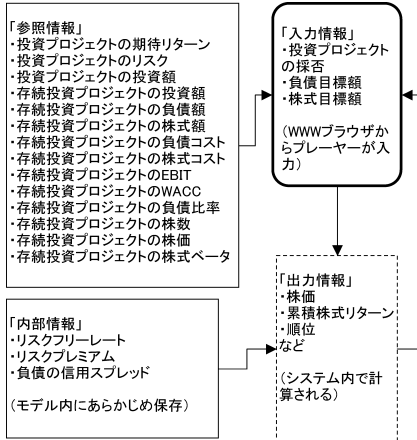 「参照情報」
・投資プロジェクトの期待リターン
・投資プロジェクトのリスク
・投資プロジェクトの投資額
・存続投資プロジェクトの投資額
・存続投資プロジェクトの負債額
・存続投資プロジェクトの株式額
・存続投資プロジェクトの負債コスト
・存続投資プロジェクトの株式コスト
・存続投資プロジェクトのEBIT
・存続投資プロジェクトのWACC
・存続投資プロジェクトの負債比率
・存続投資プロジェクトの株数
・存続投資プロジェクトの株価
・存続投資プロジェクトの株式ベータ
「入力情報」
・投資プロジェクト
の採否
・負債目標額
・株式目標額
（WWWブラウザか
らプレーヤーが入
力）
「内部情報」
・リスクフリーレート
・リスクプレミアム
・負債の信用スプレッド
（モデル内にあらかじめ保存）
「出力情報」
・株価
・累積株式リターン
・順位
など
（システム内で計
算される）